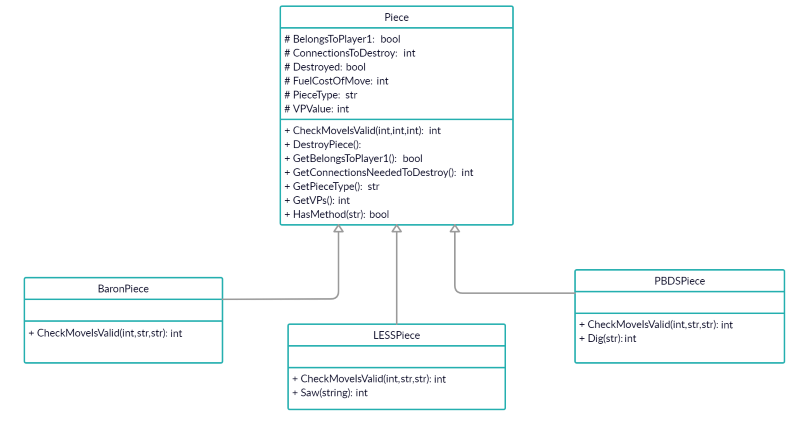 Piece
# BelongsToPlayer1: bool
# ConnectionsToDestroy: int
# Destroyed: bool
# FuelCostOfMove: int
# PieceType: str
# VPValue: int
+ CheckMoveIsValid(int,int,int): int
+ DestroyPiece():
+ GetBelongsToPlayer1(): bool
+ GetConnectionsNeededToDestroy(): int
+ GetPieceType(): str
+ GetVPs(): int
+ HasMethod(str): bool
BaronPiece
+ CheckMoveIsValid(int,str,str): int
LESSPiece
+ CheckMoveIsValid(int,str,str): int
+ Saw(string): int
PBDSPiece
+ CheckMoveIsValid(int,str,str): int
+ Dig(str): int